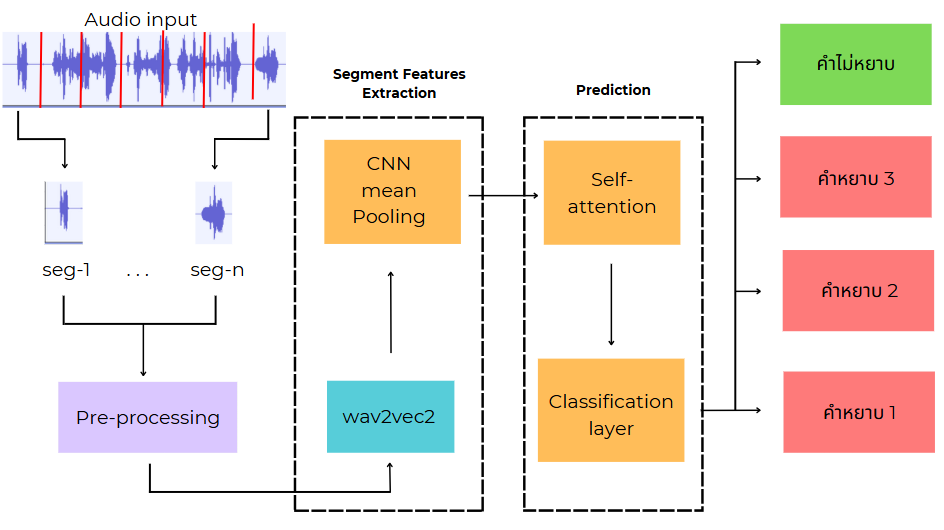 Audio input
seg-1
. . .
seg-n
Pre-processing
Segment Features
Extraction
CNN
mean
Pooling
wav2vec2
Prediction
Self-
attention
Classification
layer
คำไม่หยาบ
คำหยาบ 3
คำหยาบ 2
คำหยาบ 1